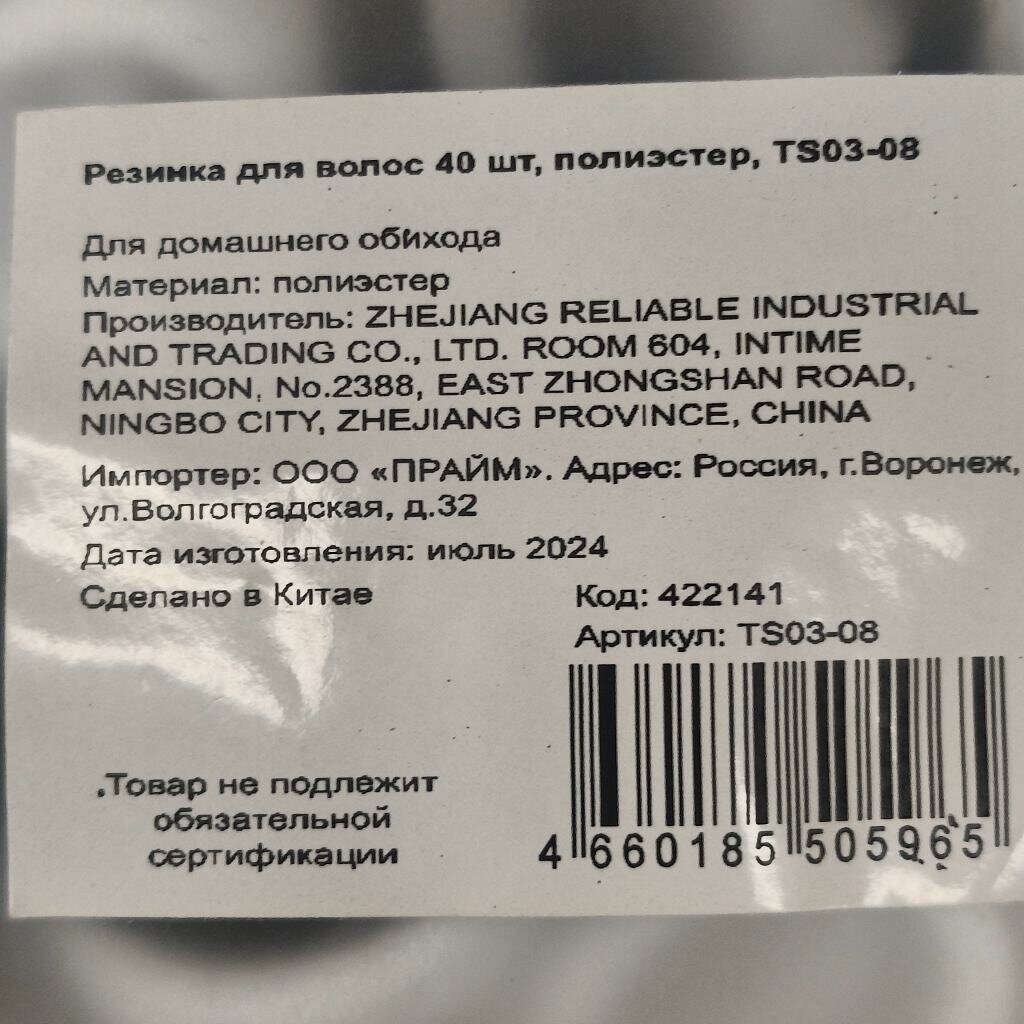 Резинка для волос 40 шт, полиэстер, TS03-08
Для домашнего обихода
Материал: полиэстер
Производитель: ZHEJIANG RELIABLE INDUSTRIAL
AND TRADING CO., LTD. ROOM 604, INTIME
MANSION, No.2388, EAST ZHONGSHAN ROAD,
NINGBO CITY, ZHEJIANG PROVINCE, CHINA
Импортер: ООО «ПРАЙМ». Адрес: Россия, г.Воронеж,
ул.Волгоградская, д.32
Дата изготовления: июль 2024
Сделано в Китае
Код: 422141
Артикул: TS03-08
.Товар не подлежит
обязательной
сертификации
4 660185 505965